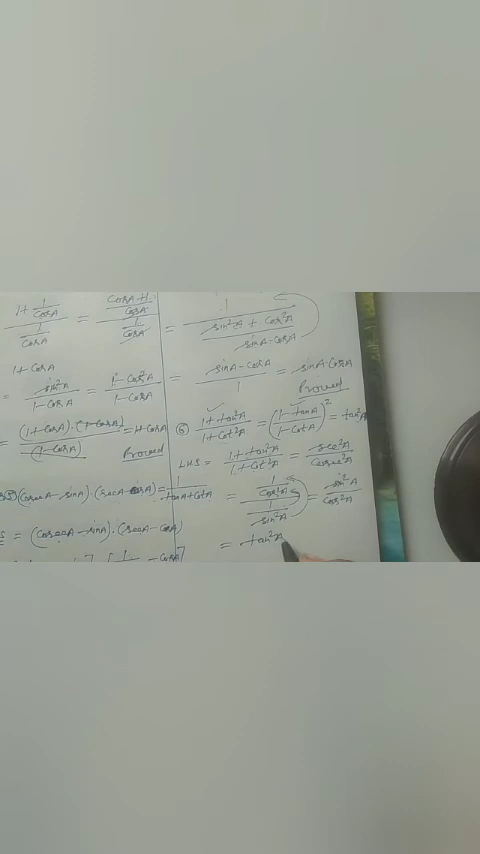 (1 + 1/CosA)/(1/CosA) = ((CosA+1)/CosA)/(1/CosA)
1+ CosA
= sin²A/(1-CosA) = (1-Cos²A)/(1-CosA)
= (1+CosA)·(1-CosA)/(1-CosA) = 1+CosA Proved
(CosecA - sinA)·(secA - CosA) = 1/(tanA+CotA)
= (CosecA - sinA)·(secA - CosA)
= 1/((sin²A + Cos²A)/(sinA·CosA))
= (sinA·CosA)/1 = sinA·CosA
Proved
⑤ (1+tan²A)/(1+Cot²A) = ((1-tanA)/(1-CotA))² = tan²A
LHS = (1+tan²A)/(1+Cot²A) = sec²A/Cosec²A
= (1/Cos²A)/(1/sin²A) = sin²A/Cos²A
= tan²A